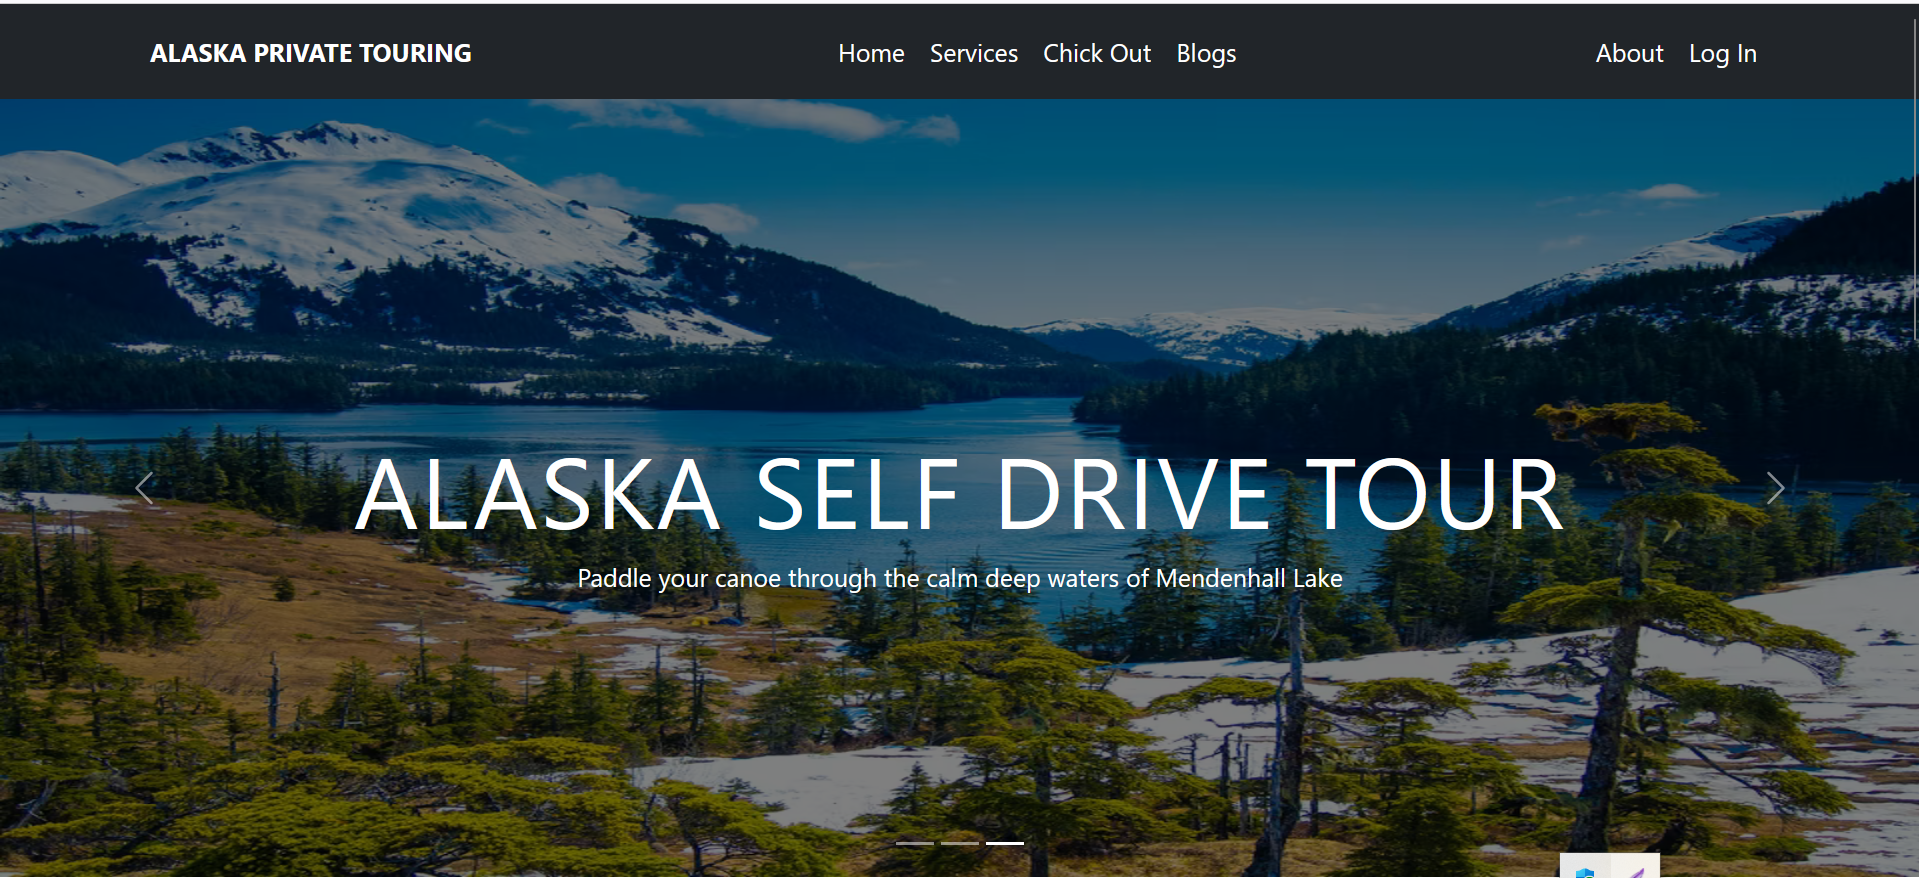 ALASKA PRIVATE TOURING
Home Services Chick Out Blogs
About Log In
ALASKA SELF DRIVE TOUR
Paddle your canoe through the calm deep waters of Mendenhall Lake